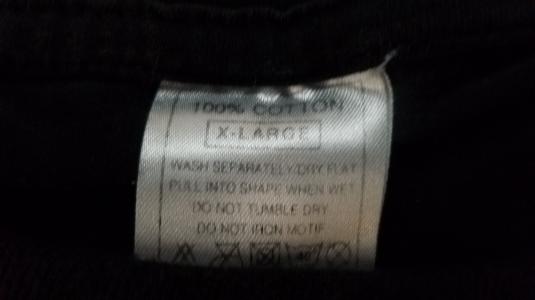 100% COTTON
X-LARGE
WASH SEPARATELY/DRY FLAT
PULL INTO SHAPE WHEN WET
DO NOT TUMBLE DRY
DO NOT IRON MOTIF
40